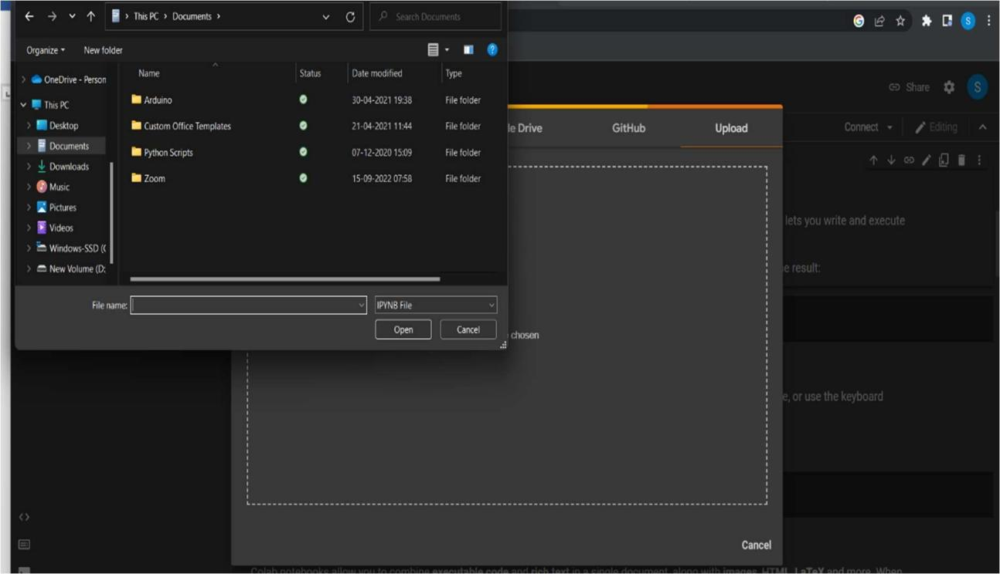 This PC > Documents >
Search Documents
Organize
New folder
Name
Status
Date modified
Type
OneDrive - Person
This PC
Desktop
Documents
Downloads
Music
Pictures
Videos
Windows-SSD (C
New Volume (D:
Arduino
30-04-2021 19:38
File folder
Custom Office Templates
21-04-2021 11:44
File folder
Python Scripts
07-12-2020 15:09
File folder
Zoom
15-09-2022 07:58
File folder
File name:
IPYNB File
Open
Cancel
S
Share
S
le Drive
GitHub
Upload
Connect
Editing
lets you write and execute
e result:
chosen
e, or use the keyboard
Cancel
Colab notebooks allow you to combine executable code and rich text in a single document, along with images, HTML, LaTeX and more. When